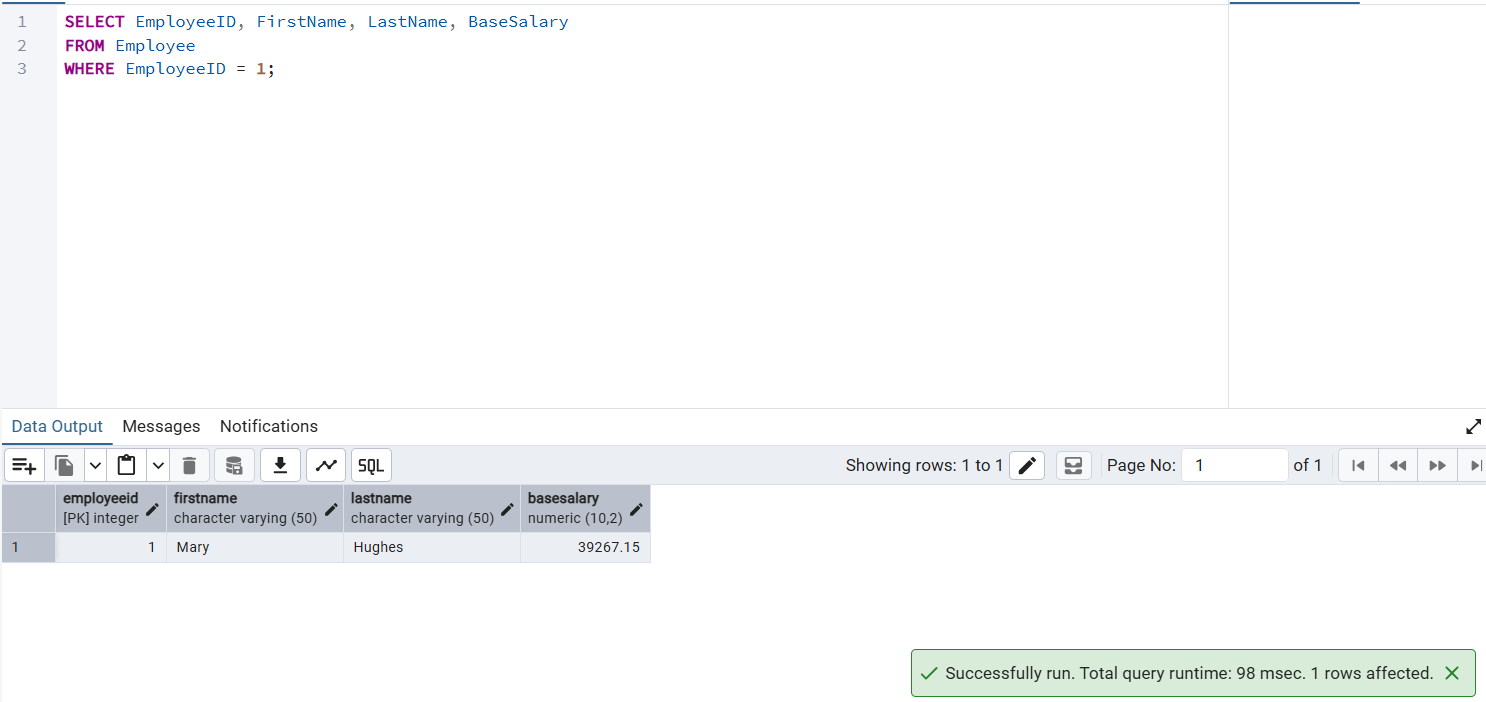 1 SELECT EmployeeID, FirstName, LastName, BaseSalary
2 FROM Employee
3 WHERE EmployeeID = 1;
Data Output Messages Notifications
SQL Showing rows: 1 to 1 Page No: 1 of 1
employeeid firstname lastname basesalary
[PK] integer character varying (50) character varying (50) numeric (10,2)
1 1 Mary Hughes 39267.15
Successfully run. Total query runtime: 98 msec. 1 rows affected.